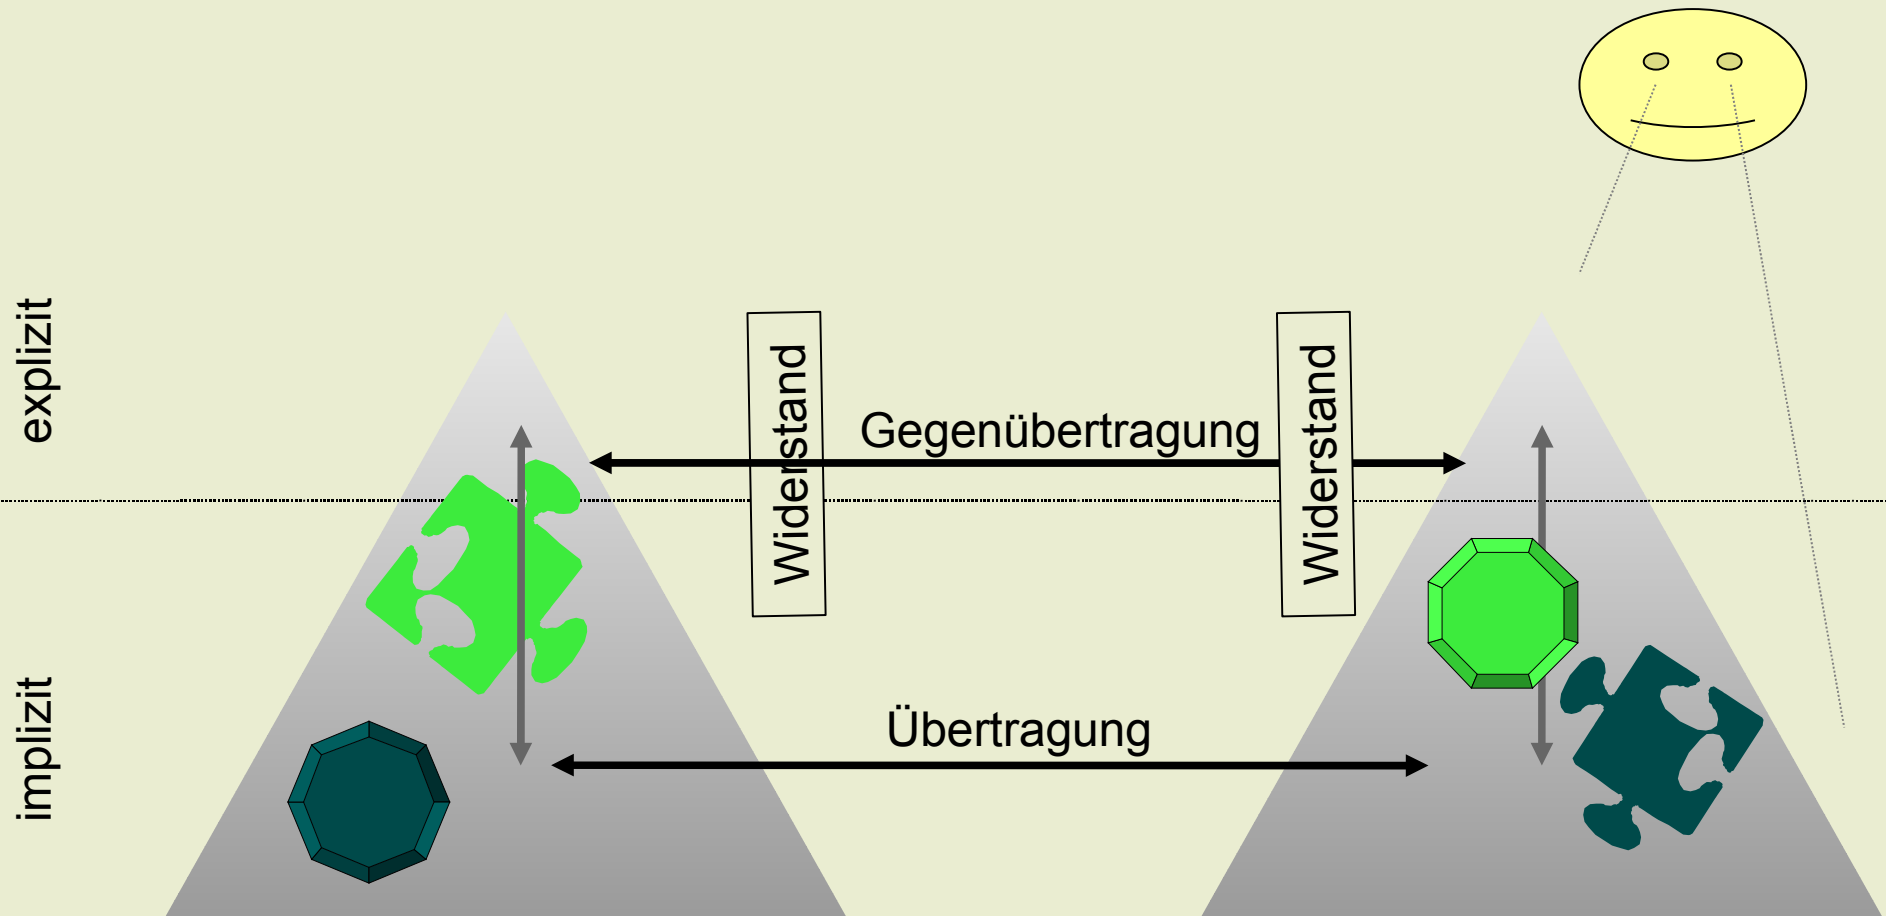 explizit
Widerstand
Gegenübertragung
Widerstand
implizit
Übertragung